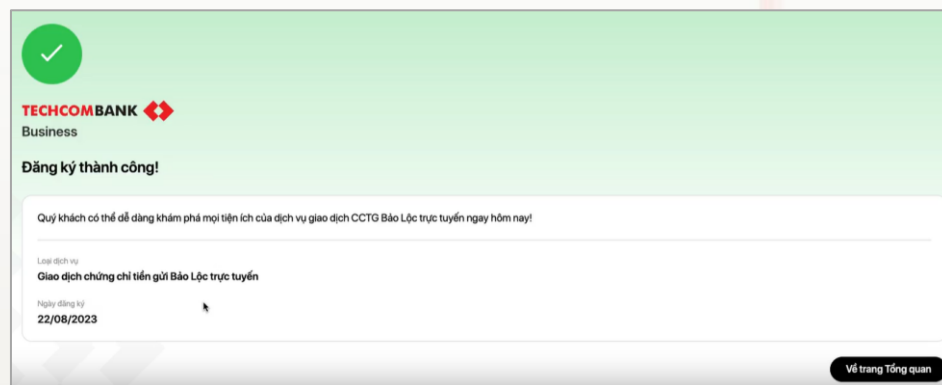 TECHCOMBANK
Business
Đăng ký thành công!
Quý khách có thể dễ dàng khám phá mọi tiện ích của dịch vụ giao dịch CCTG Bảo Lộc trực tuyến ngay hôm nay!
Loại dịch vụ
Giao dịch chứng chỉ tiền gửi Bảo Lộc trực tuyến
Ngày đăng ký
22/08/2023
Về trang Tổng quan